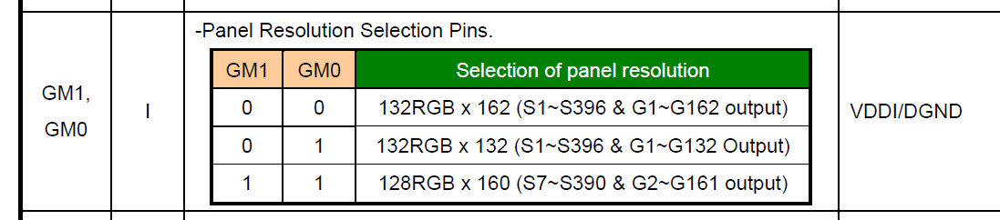 -Panel Resolution Selection Pins.
GM1 GM0 Selection of panel resolution
GM1,
GM0
I
0 0 132RGB x 162 (S1~S396 & G1~G162 output)
0 1 132RGB x 132 (S1~S396 & G1~G132 Output)
1 1 128RGB x 160 (S7~S390 & G2~G161 output)
VDDI/DGND